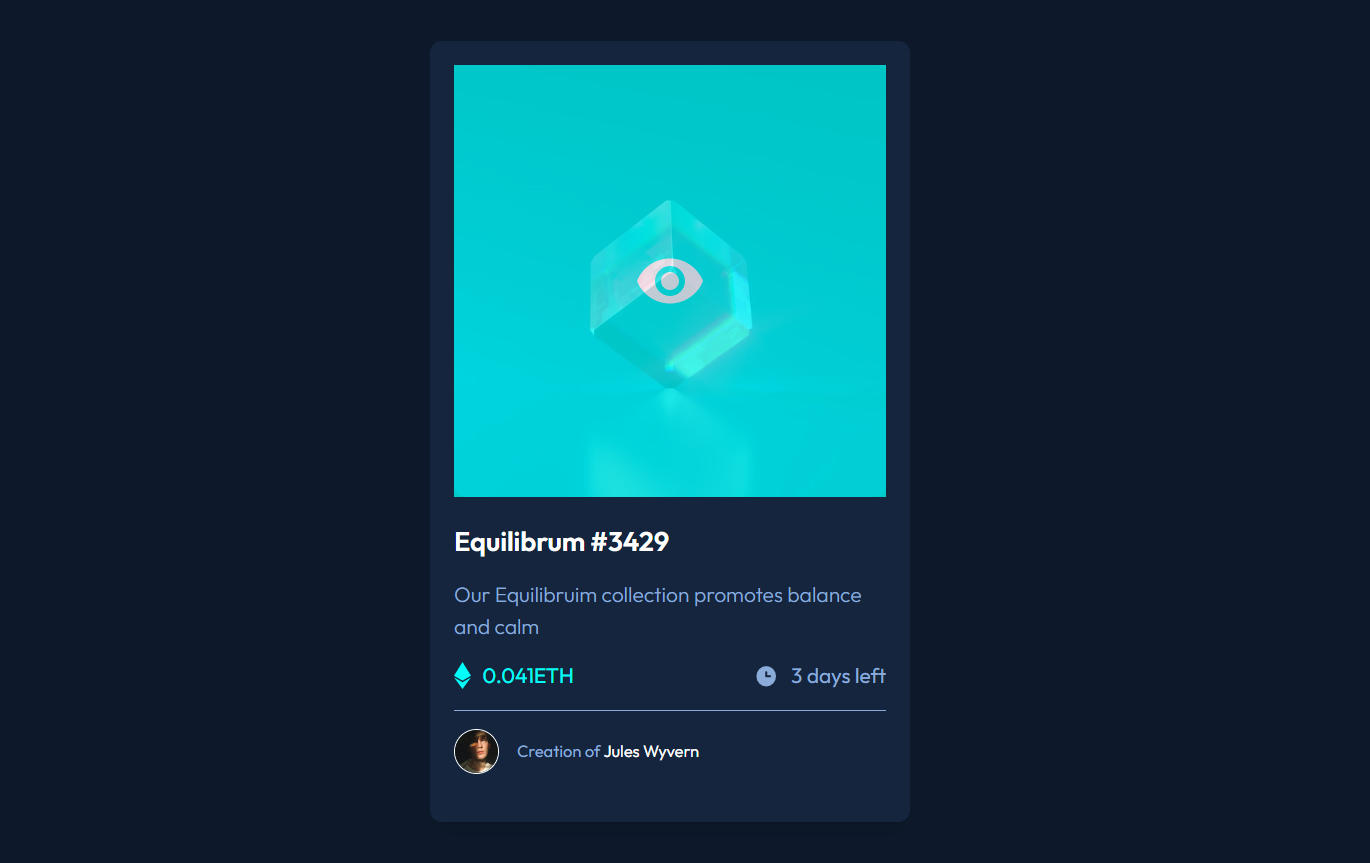 Equilibrum #3429
Our Equilibruim collection promotes balance
and calm
0.041ETH
3 days left
Creation of Jules Wyvern